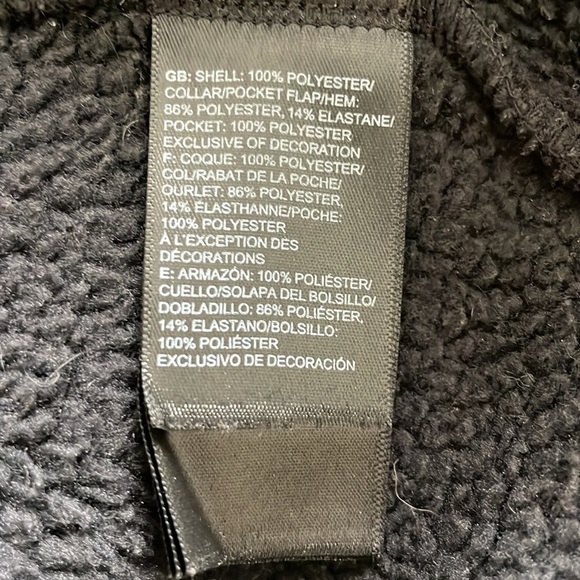 GB: SHELL: 100% POLYESTER/
COLLAR/POCKET FLAP/HEM:
86% POLYESTER, 14% ELASTANE/
POCKET: 100% POLYESTER
EXCLUSIVE OF DECORATION
F: COQUE: 100% POLYESTER/
COL/RABAT DE LA POCHE/
OURLET: 86% POLYESTER,
14% ÉLASTHANNE/POCHE:
100% POLYESTER
À L'EXCEPTION DES
DÉCORATIONS
E: ARMAZÓN: 100% POLIÉSTER/
CUELLO/SOLAPA DEL BOLSILLO/
DOBLADILLO: 86% POLIÉSTER,
14% ELASTANO/BOLSILLO:
100% POLIÉSTER
EXCLUSIVO DE DECORACIÓN